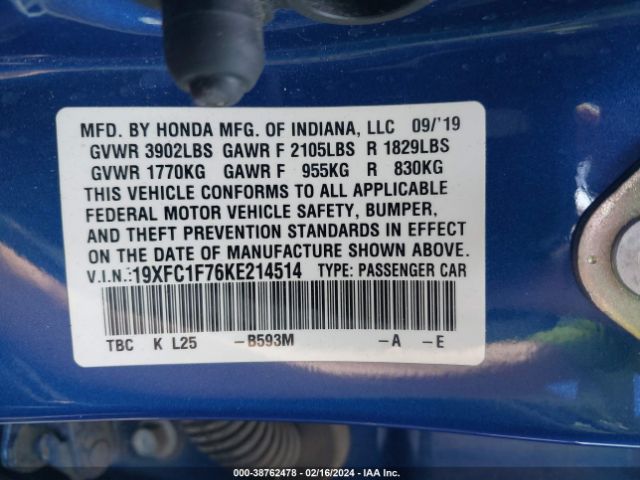 MFD. BY HONDA MFG. OF INDIANA, LLC 09/'19
GVWR 3902LBS GAWR F 2105LBS R 1829LBS
GVWR 1770KG GAWR F 955KG R 830KG
THIS VEHICLE CONFORMS TO ALL APPLICABLE
FEDERAL MOTOR VEHICLE SAFETY, BUMPER,
AND THEFT PREVENTION STANDARDS IN EFFECT
ON THE DATE OF MANUFACTURE SHOWN ABOVE.
V.I.N.: 19XFC1F76KE214514 TYPE: PASSENGER CAR
TBC K L25 -B593M -A -E
000-38762478 - 02/16/2024 - IAA Inc.